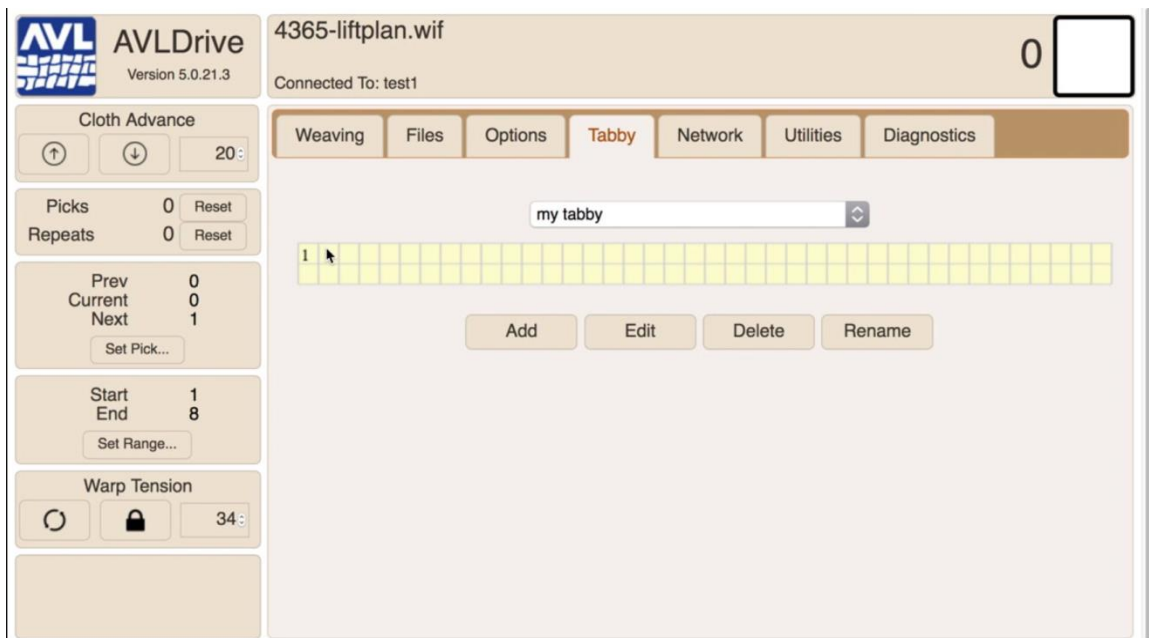 AVL
AVLDrive
Version 5.0.21.3
4365-liftplan.wif
Connected To: test1
0
Cloth Advance
20
Picks 0 Reset
Repeats 0 Reset
Prev 0
Current 0
Next 1
Set Pick...
Start 1
End 8
Set Range...
Warp Tension
34
Weaving Files Options Tabby Network Utilities Diagnostics
my tabby
1
Add Edit Delete Rename